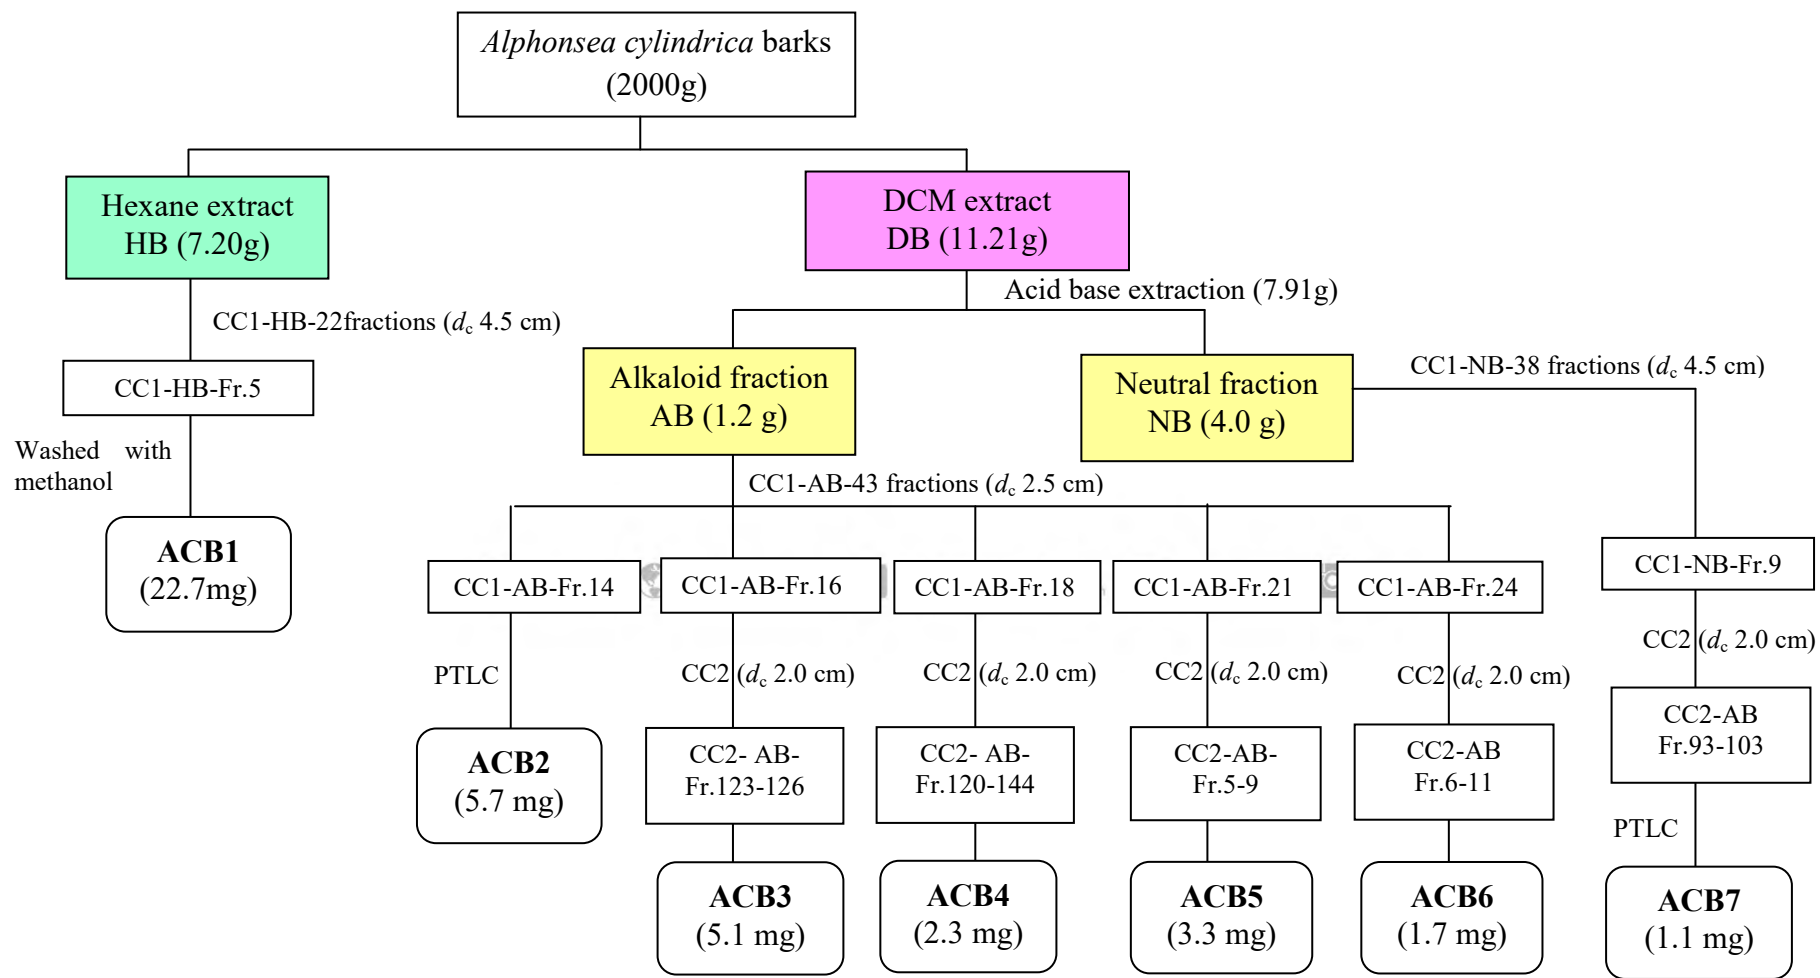 Alphonsea cylindrica barks
(2000g)
Hexane extract
HB (7.20g)
DCM extract
DB (11.21g)
Acid base extraction (7.91g)
CC1-HB-22fractions (dc 4.5 cm)
CC1-HB-Fr.5
Washed with
methanol
ACB1
(22.7mg)
Alkaloid fraction
AB (1.2 g)
Neutral fraction
NB (4.0 g)
CC1-NB-38 fractions (dc 4.5 cm)
CC1-AB-43 fractions (dc 2.5 cm)
CC1-AB-Fr.14
CC1-AB-Fr.16
CC1-AB-Fr.18
CC1-AB-Fr.21
CC1-AB-Fr.24
CC1-NB-Fr.9
PTLC
CC2 (dc 2.0 cm)
CC2 (dc 2.0 cm)
CC2 (dc 2.0 cm)
CC2 (dc 2.0 cm)
CC2 (dc 2.0 cm)
ACB2
(5.7 mg)
CC2- AB-
Fr.123-126
CC2- AB-
Fr.120-144
CC2-AB-
Fr.5-9
CC2-AB
Fr.6-11
CC2-AB
Fr.93-103
PTLC
ACB3
(5.1 mg)
ACB4
(2.3 mg)
ACB5
(3.3 mg)
ACB6
(1.7 mg)
ACB7
(1.1 mg)